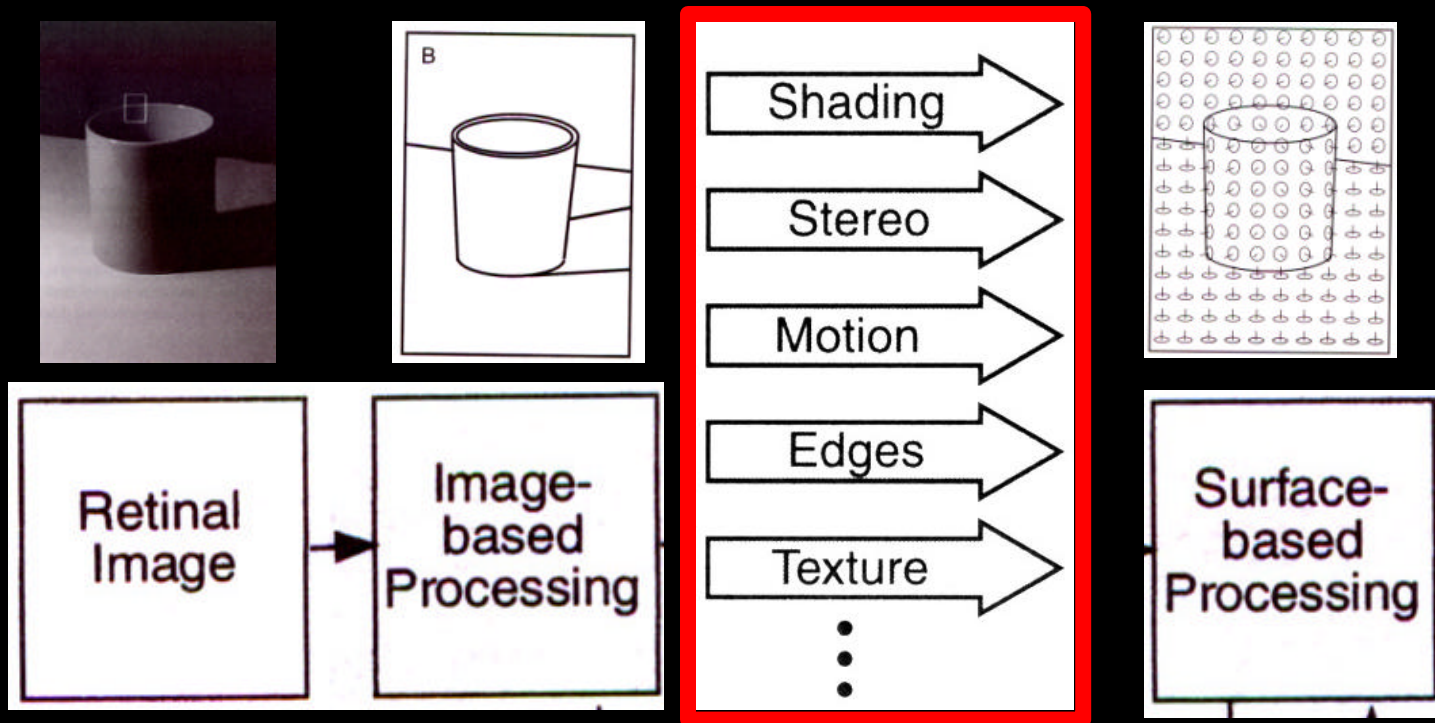 B
Shading
Stereo
Motion
Edges
Texture
Retinal
Image
Image-
based
Processing
Surface-
based
Processing